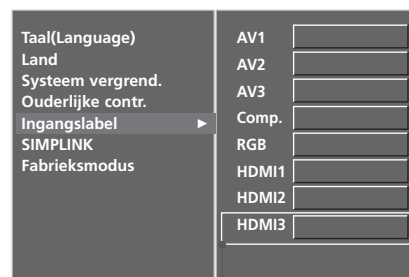 Taal(Language)
Land
Systeem vergrend.
Ouderlijke contr.
Ingangslabel ►
SIMPLINK
Fabrieksmodus
AV1
AV2
AV3
Comp.
RGB
HDMI1
HDMI2
HDMI3